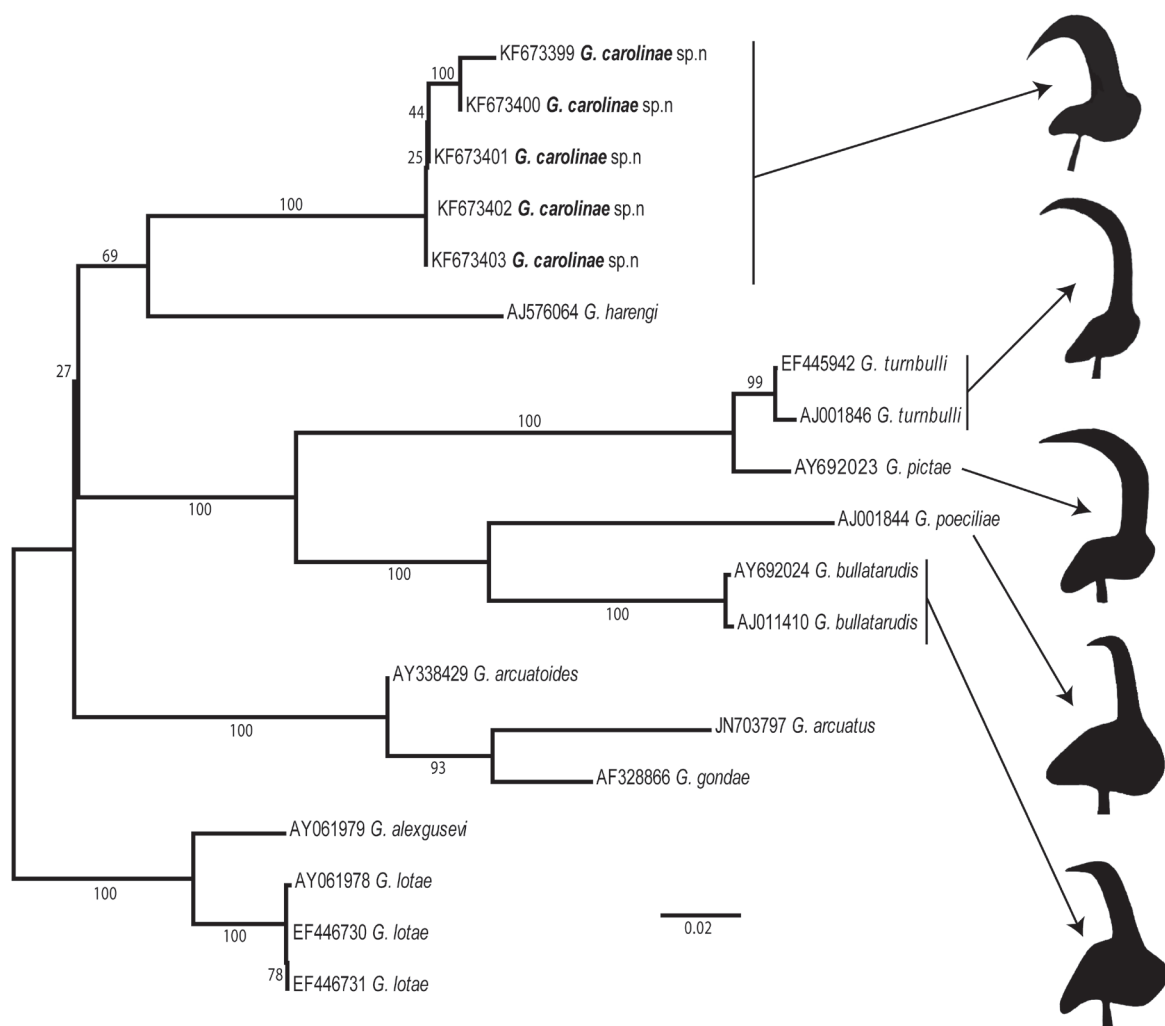 KF673399 G. carolinae sp.n
100
KF673400 G. carolinae sp.n
44
25
KF673401 G. carolinae sp.n
100
KF673402 G. carolinae sp.n
69
KF673403 G. carolinae sp.n
AJ576064 G. harengi
27
EF445942 G. turnbulli
99
AJ001846 G. turnbulli
100
AY692023 G. pictae
100
AJ001844 G. poeciliae
100
AY692024 G. bullatarudis
100
AJ011410 G. bullatarudis
AY338429 G. arcuatoides
100
JN703797 G. arcuatus
93
AF328866 G. gondae
AY061979 G. alexgusevi
100
AY061978 G. lotae
100
EF446730 G. lotae
78
EF446731 G. lotae
0.02